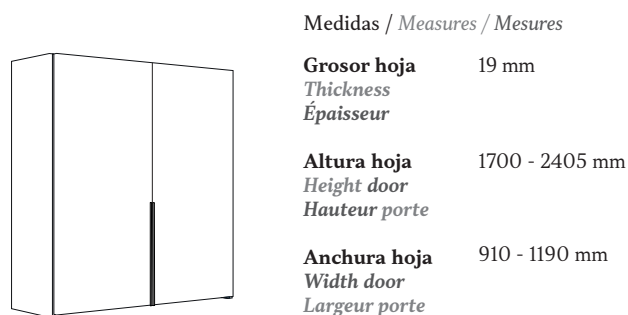 Medidas / Measures / Mesures
Grosor hoja 19 mm
Thickness
Épaisseur
Altura hoja 1700 - 2405 mm
Height door
Hauteur porte
Anchura hoja 910 - 1190 mm
Width door
Largeur porte